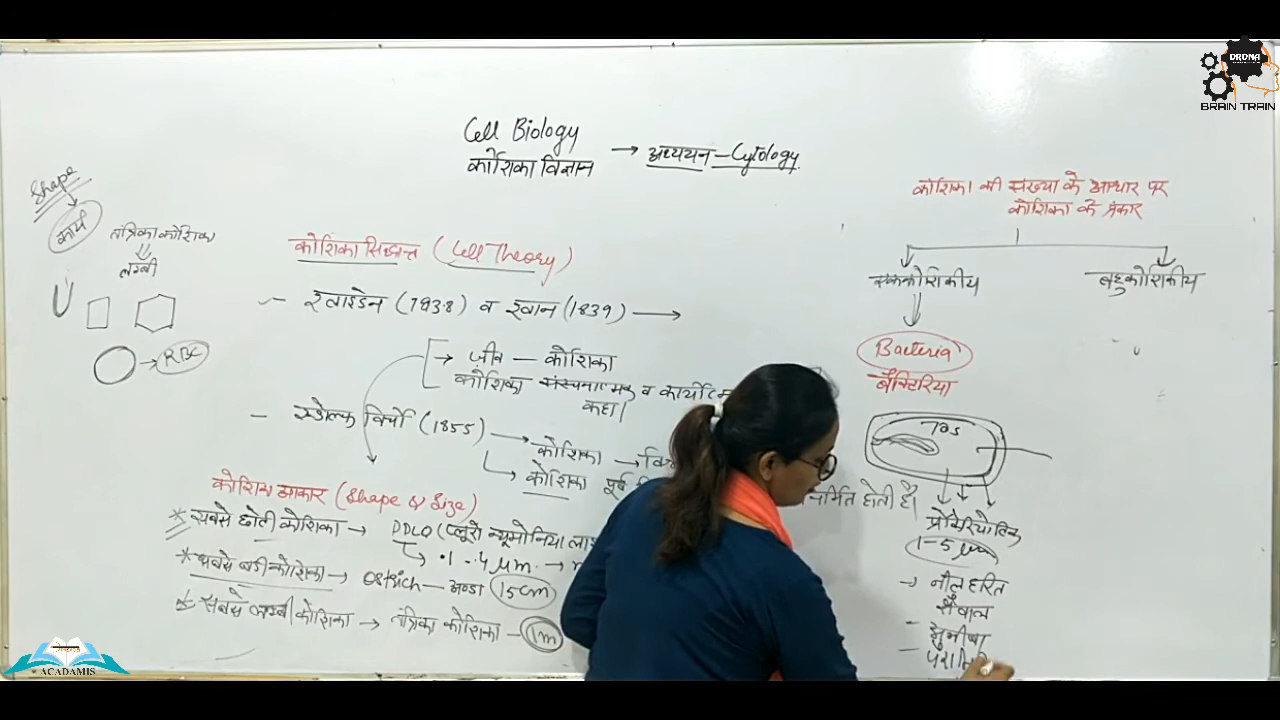 DRDNA
BRAIN TRAIN
Cell Biology
कोशिका विज्ञान → अध्ययन – Cytology
Shape
कार्य
तंत्रिका कोशिका
लम्बी
RBC
कोशिका सिद्धान्त (Cell Theory)
– श्लाइडेन (1838) व श्वान (1839) →
→ जीव – कोशिका
कोशिका संरचनात्मक व
कहा।
– रुडोल्फ विर्चो (1855) → कोशिका →
→ कोशिका पूर्व
निर्मित होती है।
कोशिका आकार (Shape & Size)
* सबसे छोटी कोशिका → PPLO (प्लूरो न्यूमोनिया
→ .1 - .4 µm. →
* सबसे बडी कोशिका → Ostrich – अण्डा 15cm
* सबसे लम्बी कोशिका → तंत्रिका कोशिका – 1m
कोशिका की संख्या के आधार पर
कोशिका के प्रकार
एककोशिकीय
बहुकोशिकीय
Bacteria
बैक्टिरिया
70s
प्रोकैरियोटिक
1-5 µm
→ नील हरित
शैवाल
ACADAMIS